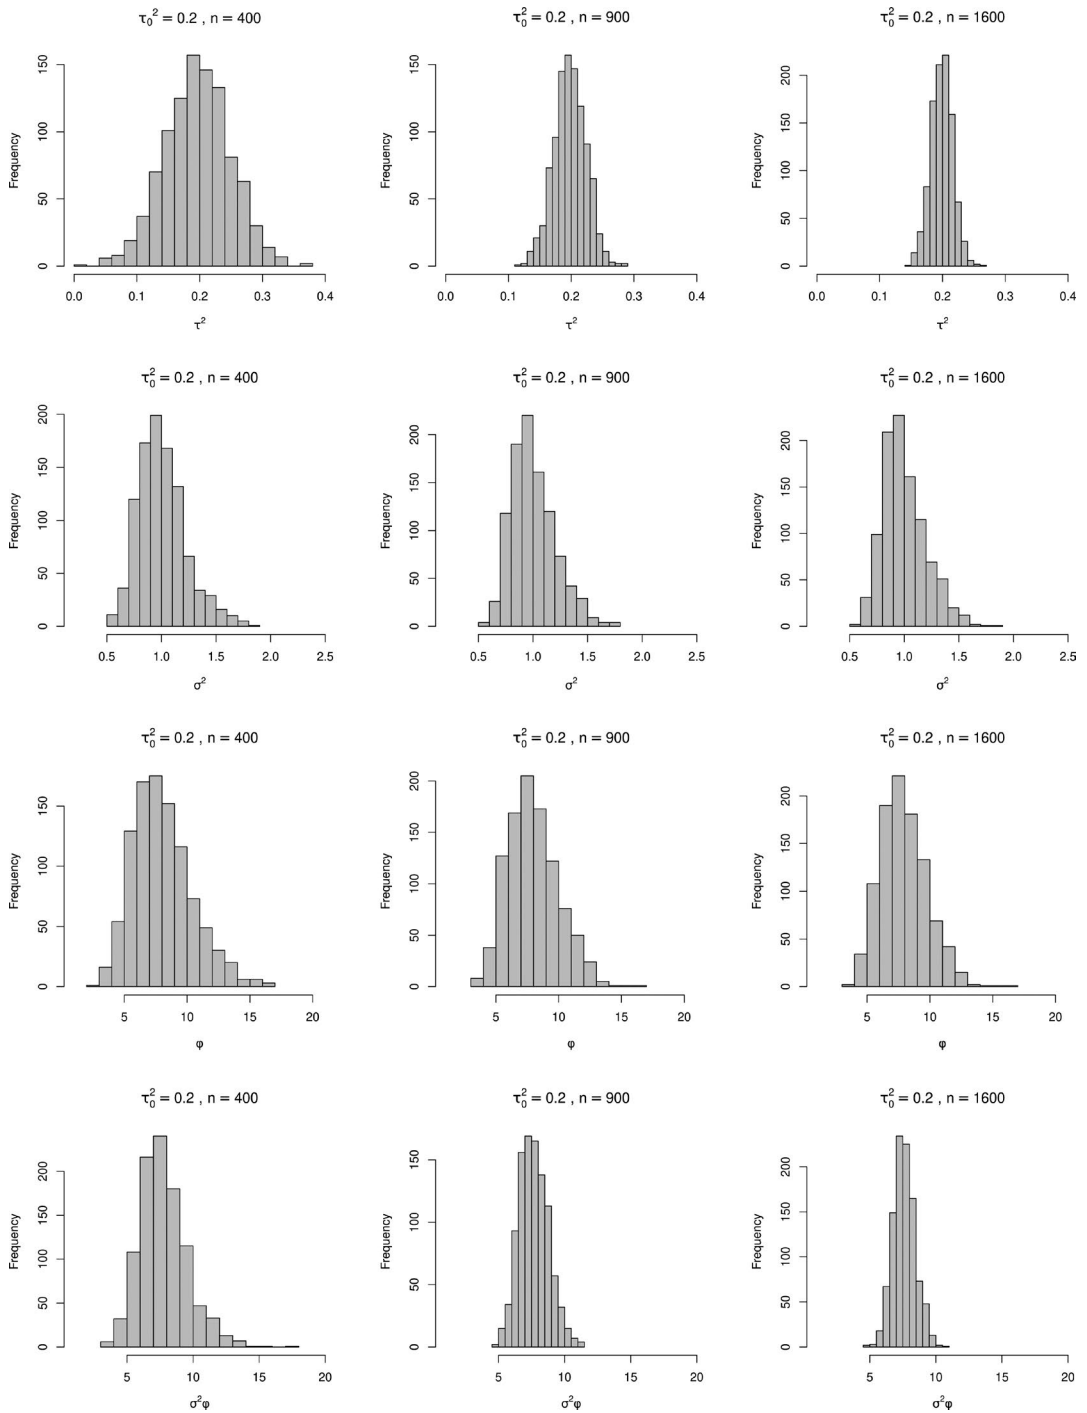 τ₀² = 0.2 , n = 400
τ₀² = 0.2 , n = 900
τ₀² = 0.2 , n = 1600
Frequency
0 50 100 150
0.0 0.1 0.2 0.3 0.4
τ²
Frequency
0 50 100 150
0.0 0.1 0.2 0.3 0.4
τ²
Frequency
0 50 100 150 200
0.0 0.1 0.2 0.3 0.4
τ²
τ₀² = 0.2 , n = 400
τ₀² = 0.2 , n = 900
τ₀² = 0.2 , n = 1600
Frequency
0 50 100 150 200
0.5 1.0 1.5 2.0 2.5
σ²
Frequency
0 50 100 150 200
0.5 1.0 1.5 2.0 2.5
σ²
Frequency
0 50 100 150 200
0.5 1.0 1.5 2.0 2.5
σ²
τ₀² = 0.2 , n = 400
τ₀² = 0.2 , n = 900
τ₀² = 0.2 , n = 1600
Frequency
0 50 100 150
5 10 15 20
φ
Frequency
0 50 100 150 200
5 10 15 20
φ
Frequency
0 50 100 150 200
5 10 15 20
φ
τ₀² = 0.2 , n = 400
τ₀² = 0.2 , n = 900
τ₀² = 0.2 , n = 1600
Frequency
0 50 100 150 200
5 10 15 20
σ²φ
Frequency
0 50 100 150
5 10 15 20
σ²φ
Frequency
0 50 100 150 200
5 10 15 20
σ²φ